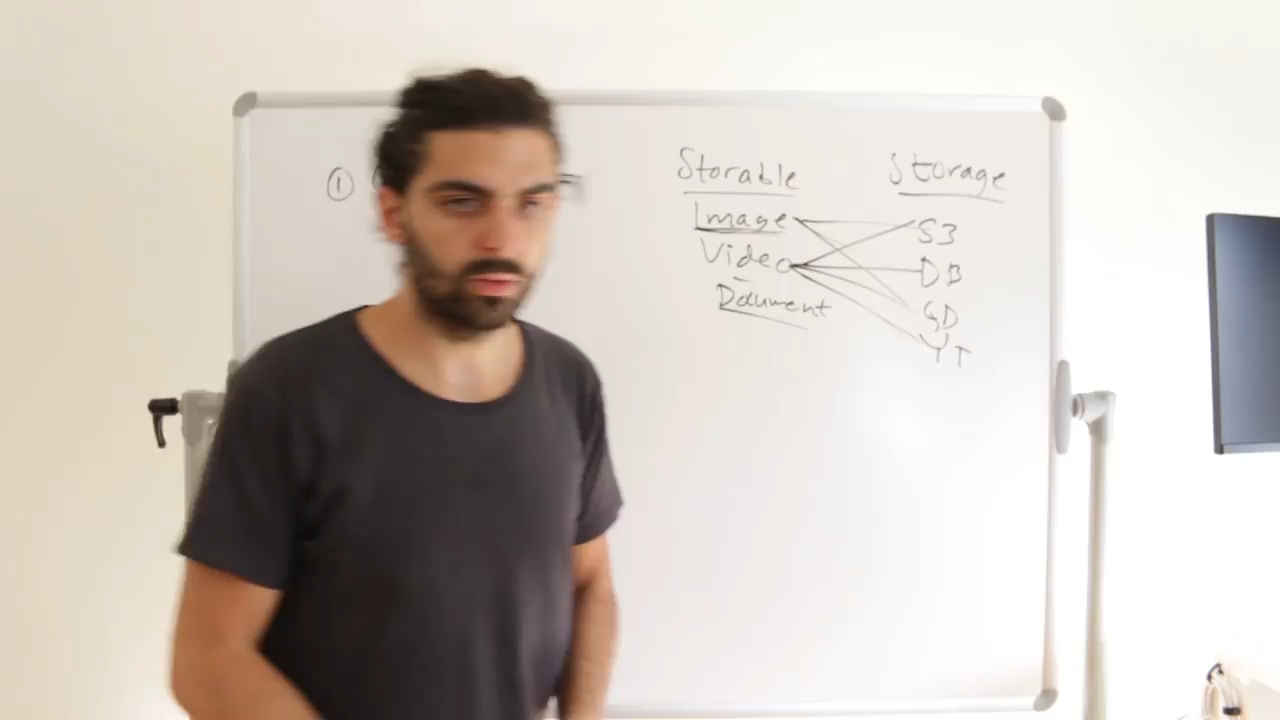 ①
Storable
Image
Video
Document
Storage
S3
DB
GD
YT